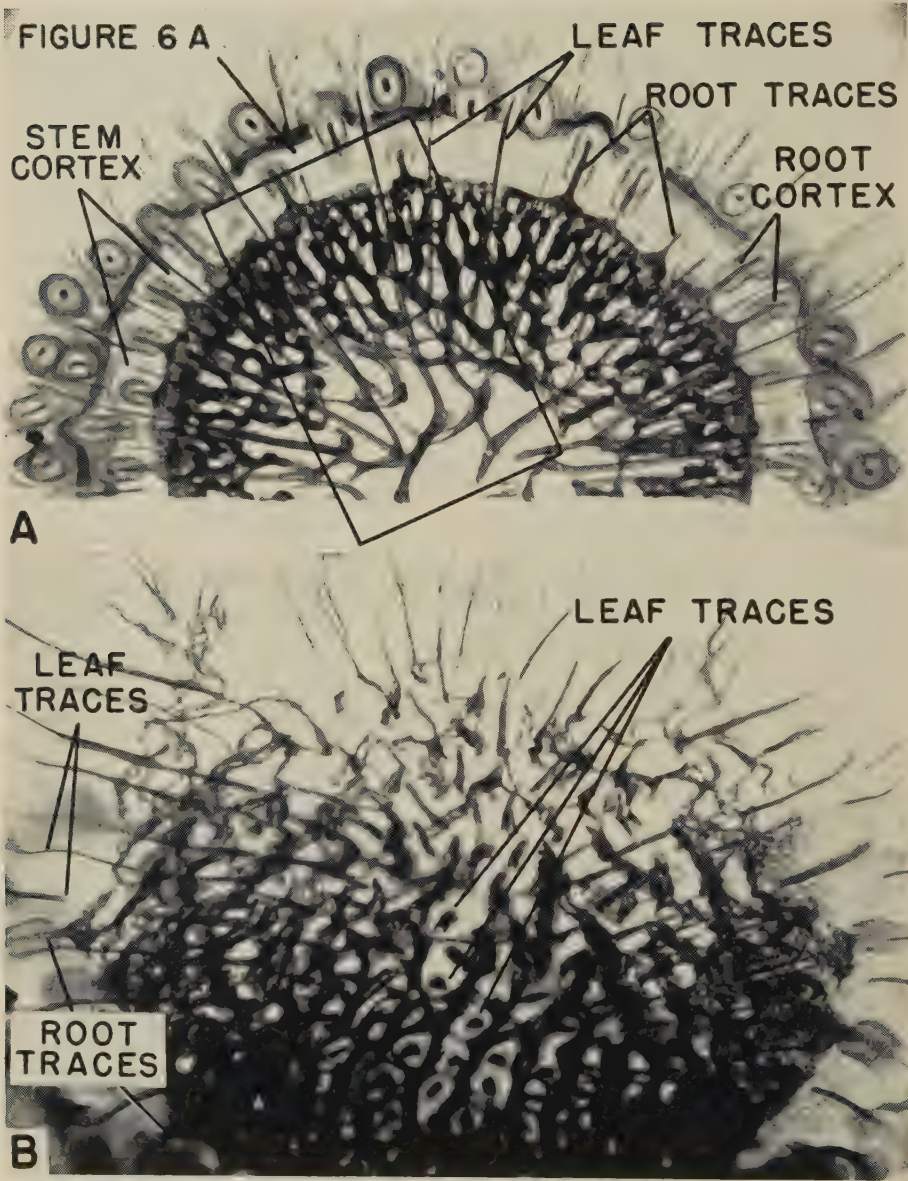 FIGURE 6 A
LEAF TRACES
ROOT TRACES
STEM
CORTEX
ROOT
CORTEX
A
LEAF TRACES
LEAF
TRACES
ROOT
TRACES
B